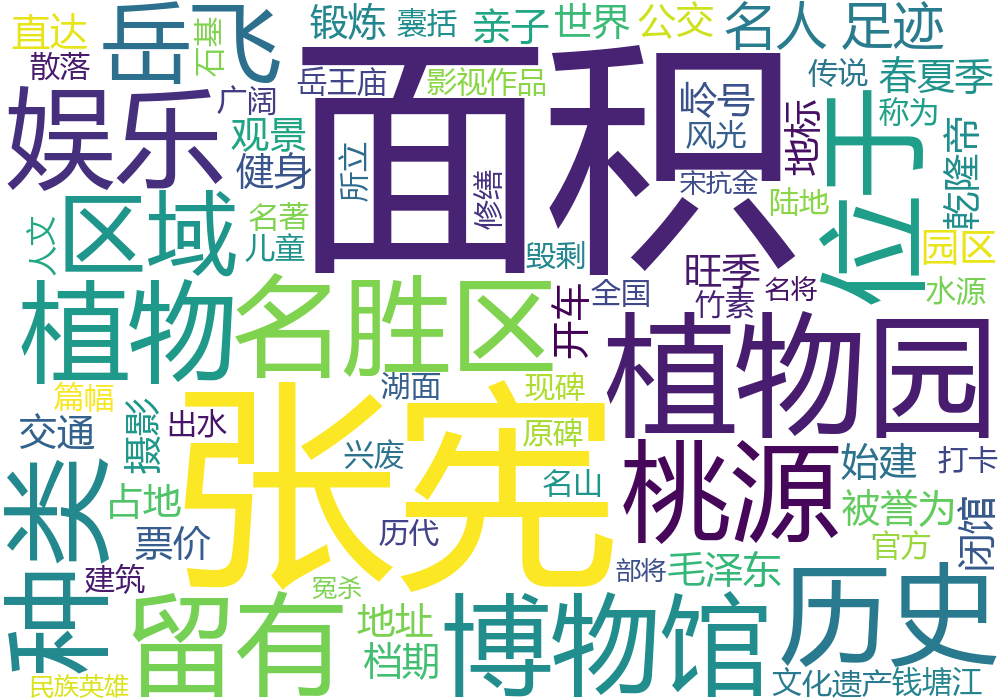 直达
岳飞
锻炼
囊括
亲子
世界
公交
名人
足迹
散落
石基
岳王庙
影视作品
岭号
传说
春夏季
娱乐
广阔
面积
风光
地标
称为
观景
健身
所立
修缮
宋抗金
位于
乾隆帝
人文
区域
名著
儿童
毁剩
陆地
园区
植物
名胜区
开车
全国
旺季
竹素
名将
水源
篇幅
湖面
现碑
植物园
交通
摄影
出水
张宪
兴废
原碑
名山
桃源
始建
打卡
种类
占地
票价
历代
被誉为
官方
闭馆
建筑
冤杀
部将
毛泽东
民族英雄
留有
地址
档期
博物馆
历史
文化遗产
钱塘江